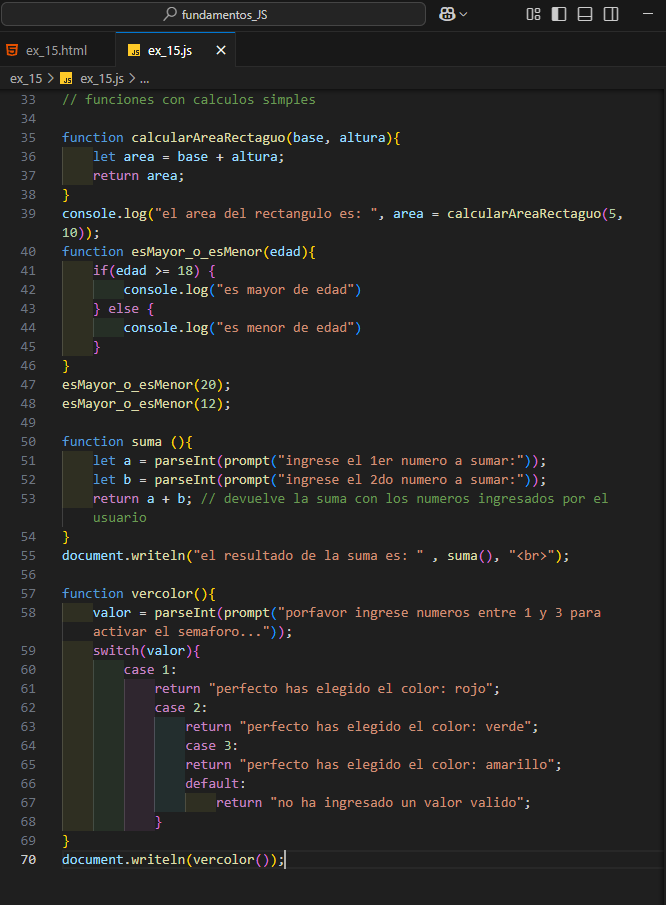 fundamentos_JS
ex_15.html
JS ex_15.js
ex_15 > JS ex_15.js > ...
33 // funciones con calculos simples
34
35 function calcularAreaRectaguo(base, altura){
36 let area = base + altura;
37 return area;
38 }
39 console.log("el area del rectangulo es: ", area = calcularAreaRectaguo(5,
10));
40 function esMayor_o_esMenor(edad){
41 if(edad >= 18) {
42 console.log("es mayor de edad")
43 } else {
44 console.log("es menor de edad")
45 }
46 }
47 esMayor_o_esMenor(20);
48 esMayor_o_esMenor(12);
49
50 function suma (){
51 let a = parseInt(prompt("ingrese el 1er numero a sumar:"));
52 let b = parseInt(prompt("ingrese el 2do numero a sumar:"));
53 return a + b; // devuelve la suma con los numeros ingresados por el
usuario
54 }
55 document.writeln("el resultado de la suma es: " , suma(), "<br>");
56
57 function vercolor(){
58 valor = parseInt(prompt("porfavor ingrese numeros entre 1 y 3 para
activar el semaforo..."));
59 switch(valor){
60 case 1:
61 return "perfecto has elegido el color: rojo";
62 case 2:
63 return "perfecto has elegido el color: verde";
64 case 3:
65 return "perfecto has elegido el color: amarillo";
66 default:
67 return "no ha ingresado un valor valido";
68 }
69 }
70 document.writeln(vercolor());